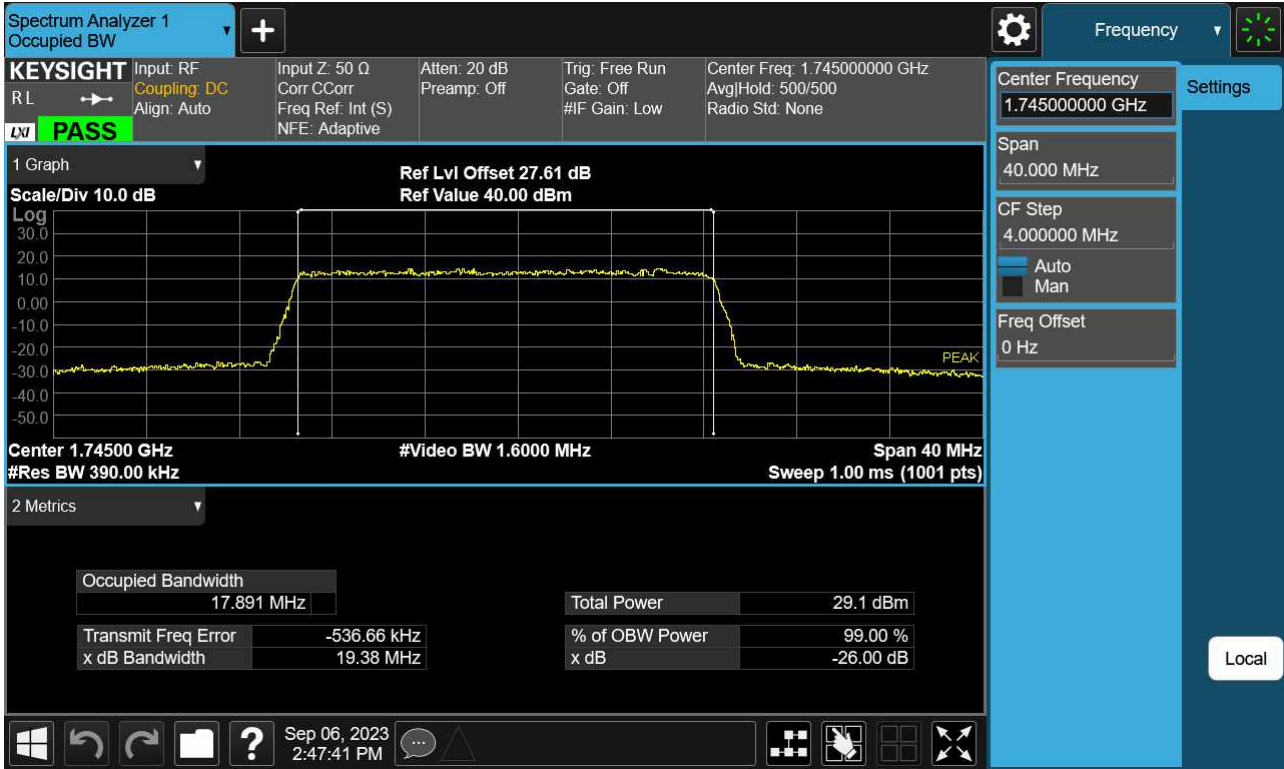 Spectrum Analyzer 1
Occupied BW
Frequency
KEYSIGHT
R L
LXI
PASS
Input: RF
Coupling: DC
Align: Auto
Input Z: 50 Ω
Corr CCorr
Freq Ref: Int (S)
NFE: Adaptive
Atten: 20 dB
Preamp: Off
Trig: Free Run
Gate: Off
#IF Gain: Low
Center Freq: 1.745000000 GHz
Avg|Hold: 500/500
Radio Std: None
Center Frequency
1.745000000 GHz
Settings
Span
40.000 MHz
CF Step
4.000000 MHz
Auto
Man
Freq Offset
0 Hz
Local
1 Graph
Scale/Div 10.0 dB
Ref Lvl Offset 27.61 dB
Ref Value 40.00 dBm
Log
30.0
20.0
10.0
0.00
-10.0
-20.0
-30.0
-40.0
-50.0
PEAK
Center 1.74500 GHz
#Video BW 1.6000 MHz
Span 40 MHz
#Res BW 390.00 kHz
Sweep 1.00 ms (1001 pts)
2 Metrics
Occupied Bandwidth
17.891 MHz
Total Power 29.1 dBm
Transmit Freq Error -536.66 kHz
% of OBW Power 99.00 %
x dB Bandwidth 19.38 MHz
x dB -26.00 dB
?
Sep 06, 2023
2:47:41 PM